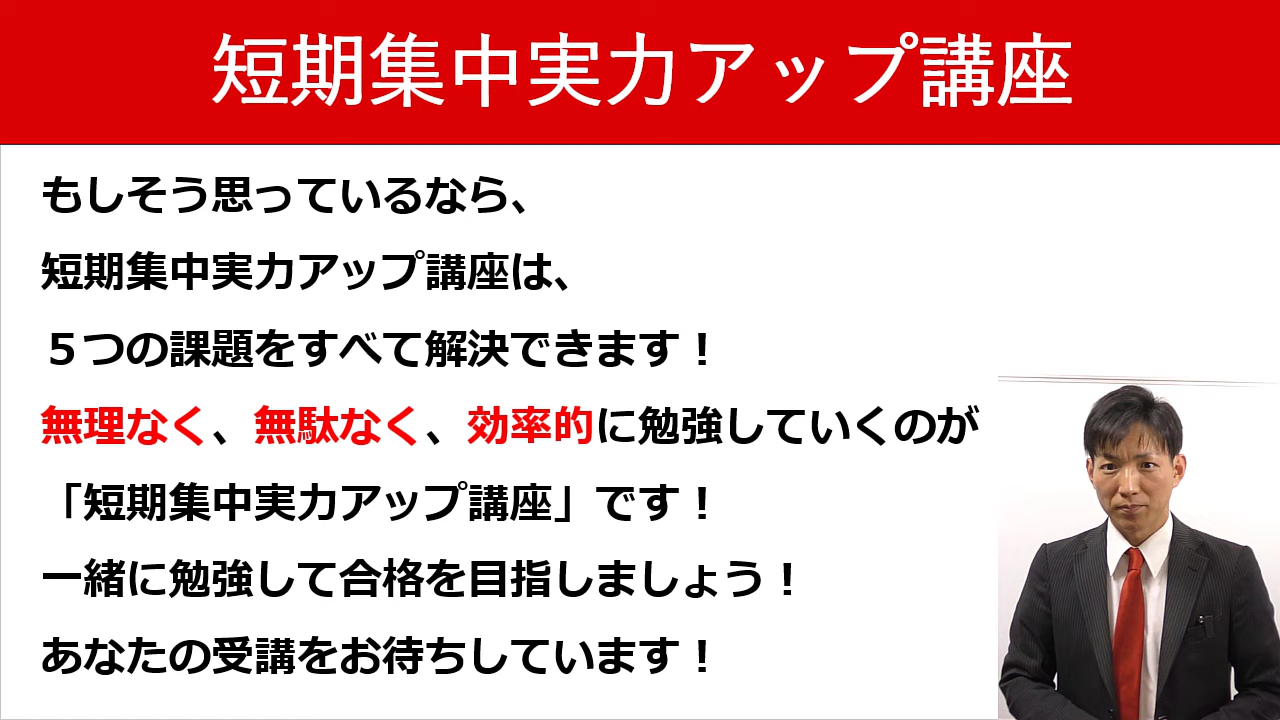 短期集中実力アップ講座
もしそう思っているなら、
短期集中実力アップ講座は、
５つの課題をすべて解決できます！
無理なく、無駄なく、効率的に勉強していくのが
「短期集中実力アップ講座」です！
一緒に勉強して合格を目指しましょう！
あなたの受講をお待ちしています！